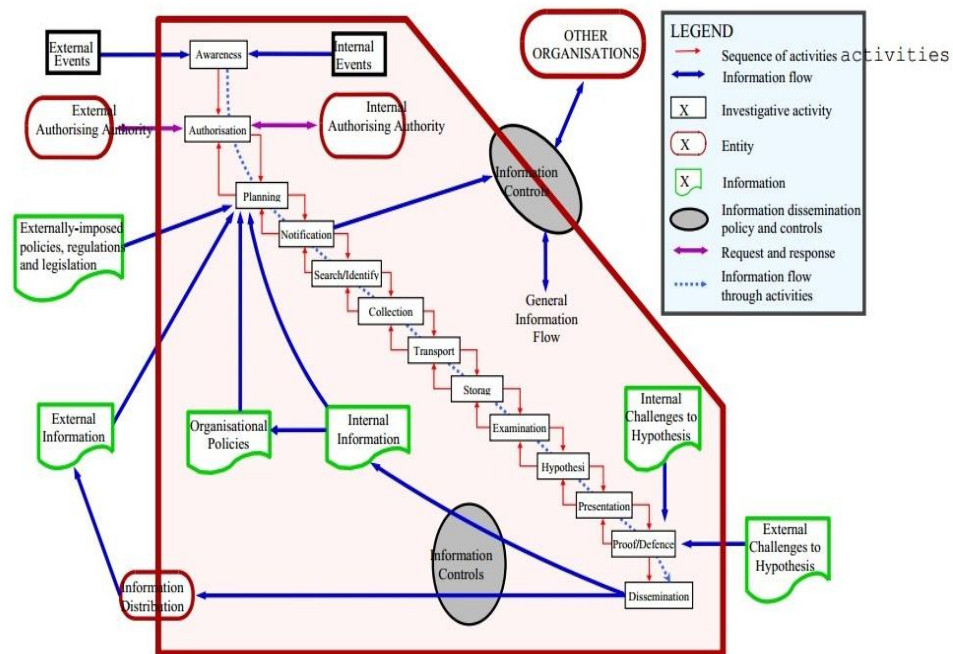 External
Events
Awareness
Internal
Events
OTHER
ORGANISATIONS
LEGEND
Sequence of activities activities
Information flow
X
Investigative activity
X
Entity
X
Information
Information dissemination
policy and controls
Request and response
Information flow
through activities
External
Authorising Authority
Authorisation
Internal
Authorising Authority
Information
Controls
Planning
Notification
Externally-imposed
policies, regulations
and legislation
Search/Identify
Collection
General
Information
Flow
Transport
Storag
External
Information
Organisational
Policies
Internal
Information
Examination
Internal
Challenges to
Hypothesis
Hypothesi
Presentation
Proof/Defence
External
Challenges to
Hypothesis
Information
Controls
Information
Distribution
Dissemination